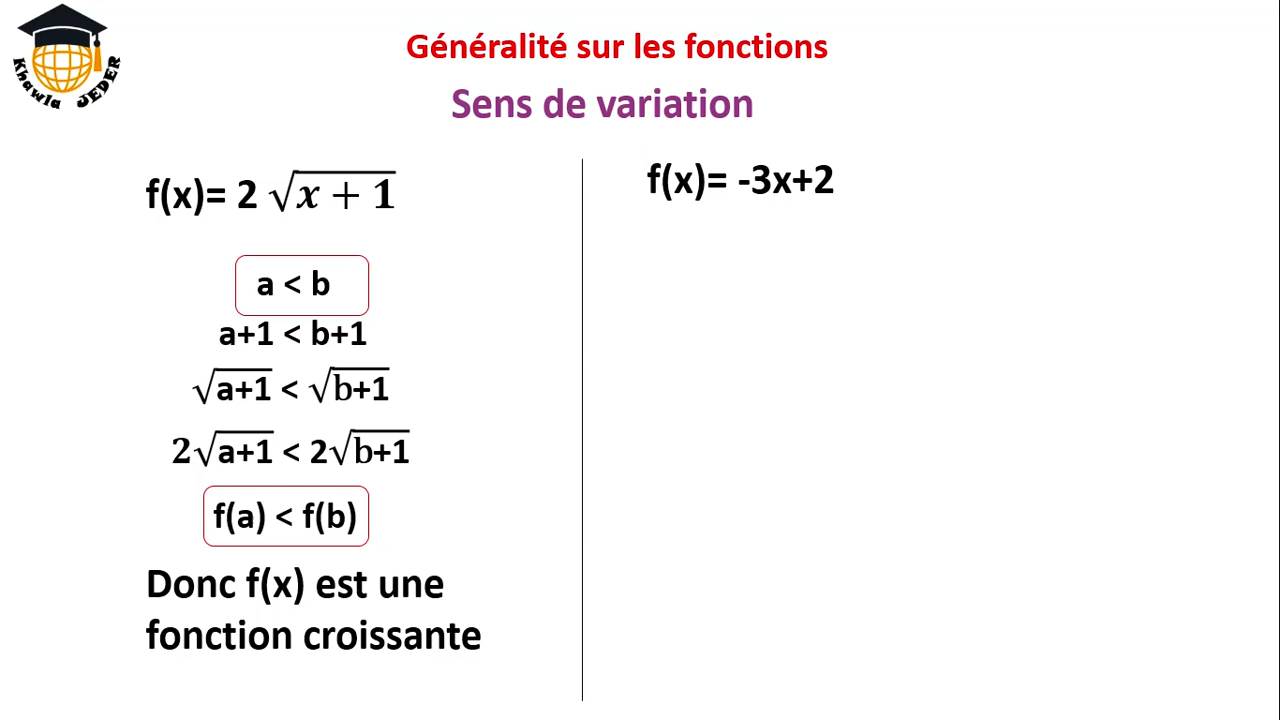 Khawla JEDER
Généralité sur les fonctions
Sens de variation
f(x)= 2 √(x + 1)
a < b
a+1 < b+1
√(a+1) < √(b+1)
2√(a+1) < 2√(b+1)
f(a) < f(b)
Donc f(x) est une
fonction croissante
f(x)= -3x+2